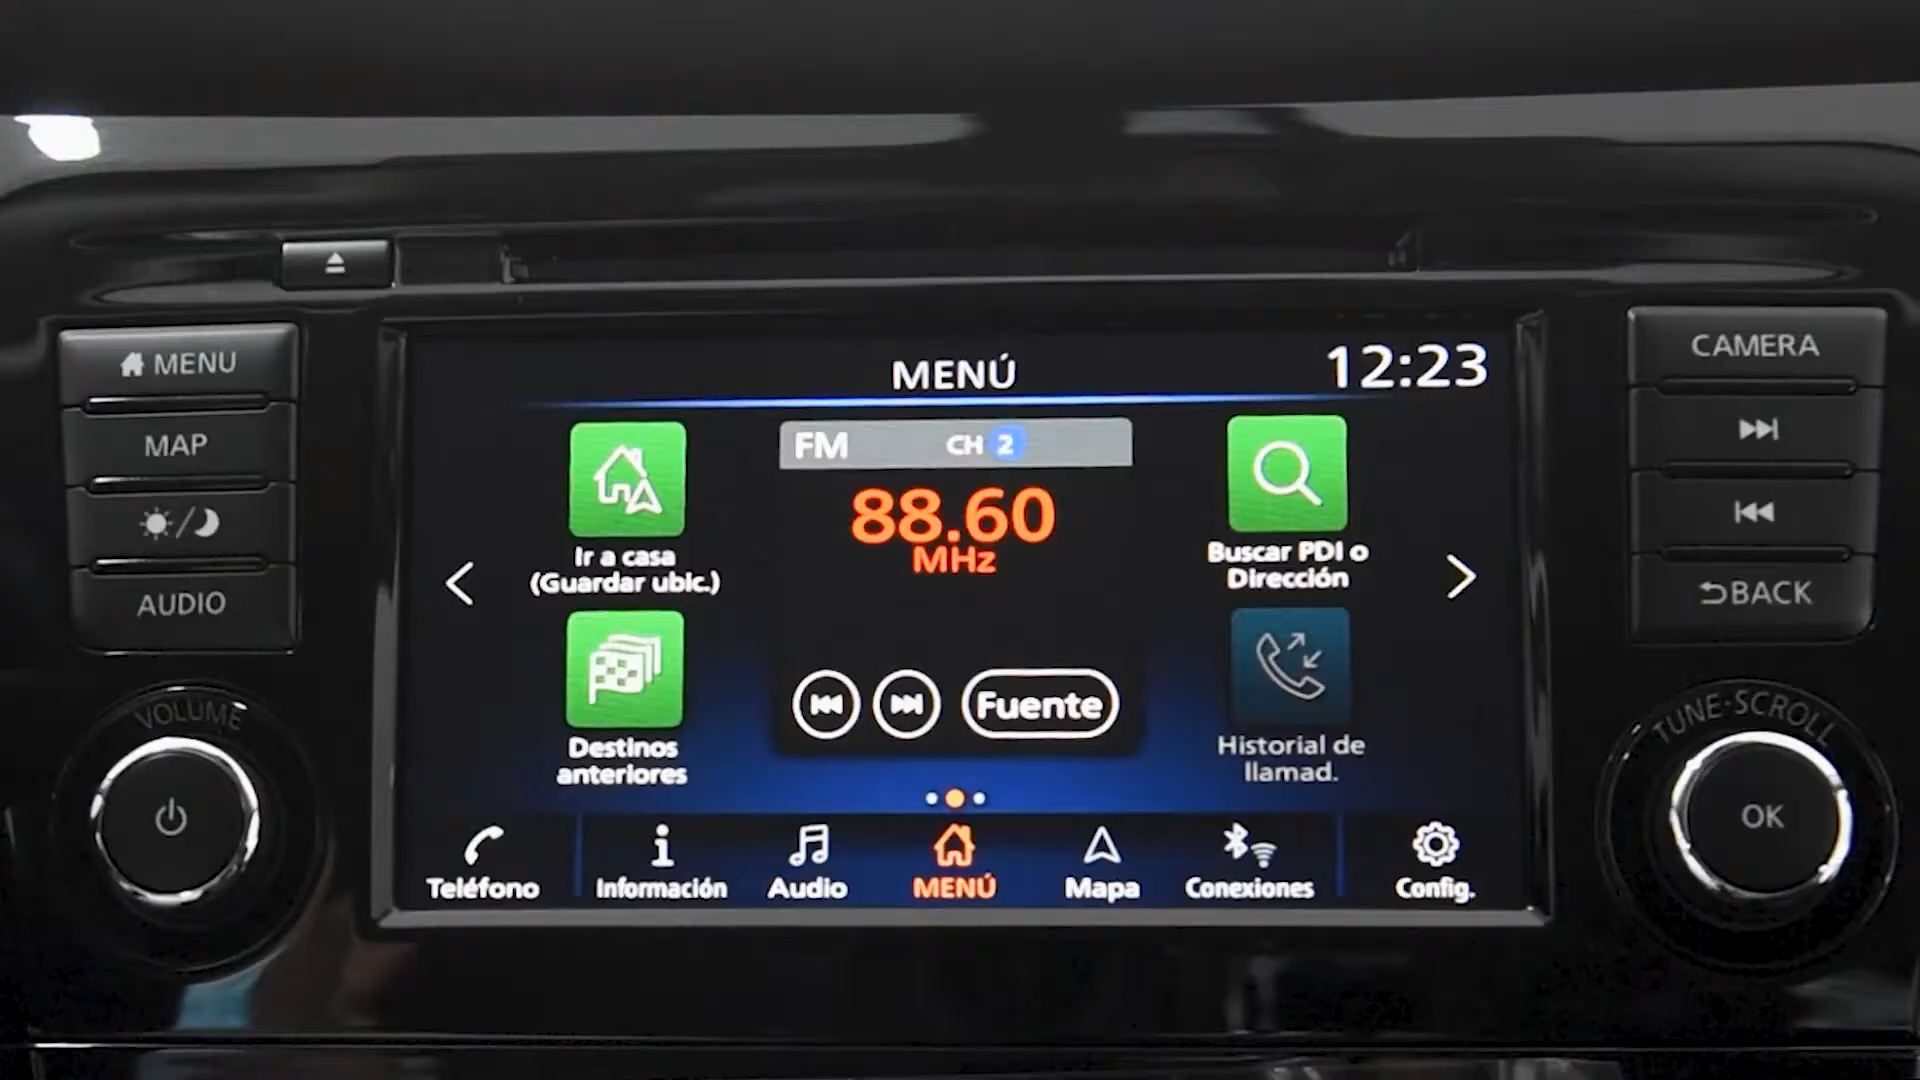 MENU
MAP
AUDIO
VOLUME
MENÚ
12:23
FM CH 2
88.60
MHz
Ir a casa
(Guardar ubic.)
Destinos
anteriores
Fuente
Buscar PDI o
Dirección
Historial de
llamad.
Teléfono
Información
Audio
MENÚ
Mapa
Conexiones
Config.
CAMERA
BACK
TUNE·SCROLL
OK